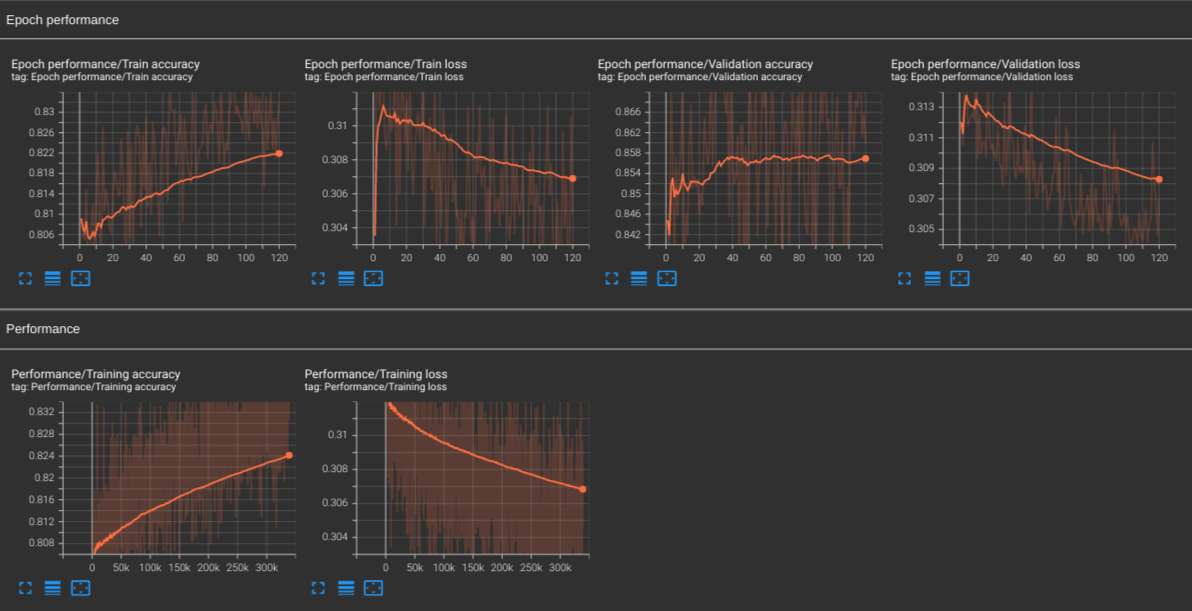 Epoch performance
Epoch performance/Train accuracy
tag: Epoch performance/Train accuracy
0.83
0.826
0.822
0.818
0.814
0.81
0.806
0 20 40 60 80 100 120
Epoch performance/Train loss
tag: Epoch performance/Train loss
0.31
0.308
0.306
0.304
0 20 40 60 80 100 120
Epoch performance/Validation accuracy
tag: Epoch performance/Validation accuracy
0.866
0.862
0.858
0.854
0.85
0.846
0.842
0 20 40 60 80 100 120
Epoch performance/Validation loss
tag: Epoch performance/Validation loss
0.313
0.311
0.309
0.307
0.305
0 20 40 60 80 100 120
Performance
Performance/Training accuracy
tag: Performance/Training accuracy
0.832
0.828
0.824
0.82
0.816
0.812
0.808
0 50k 100k 150k 200k 250k 300k
Performance/Training loss
tag: Performance/Training loss
0.31
0.308
0.306
0.304
0 50k 100k 150k 200k 250k 300k